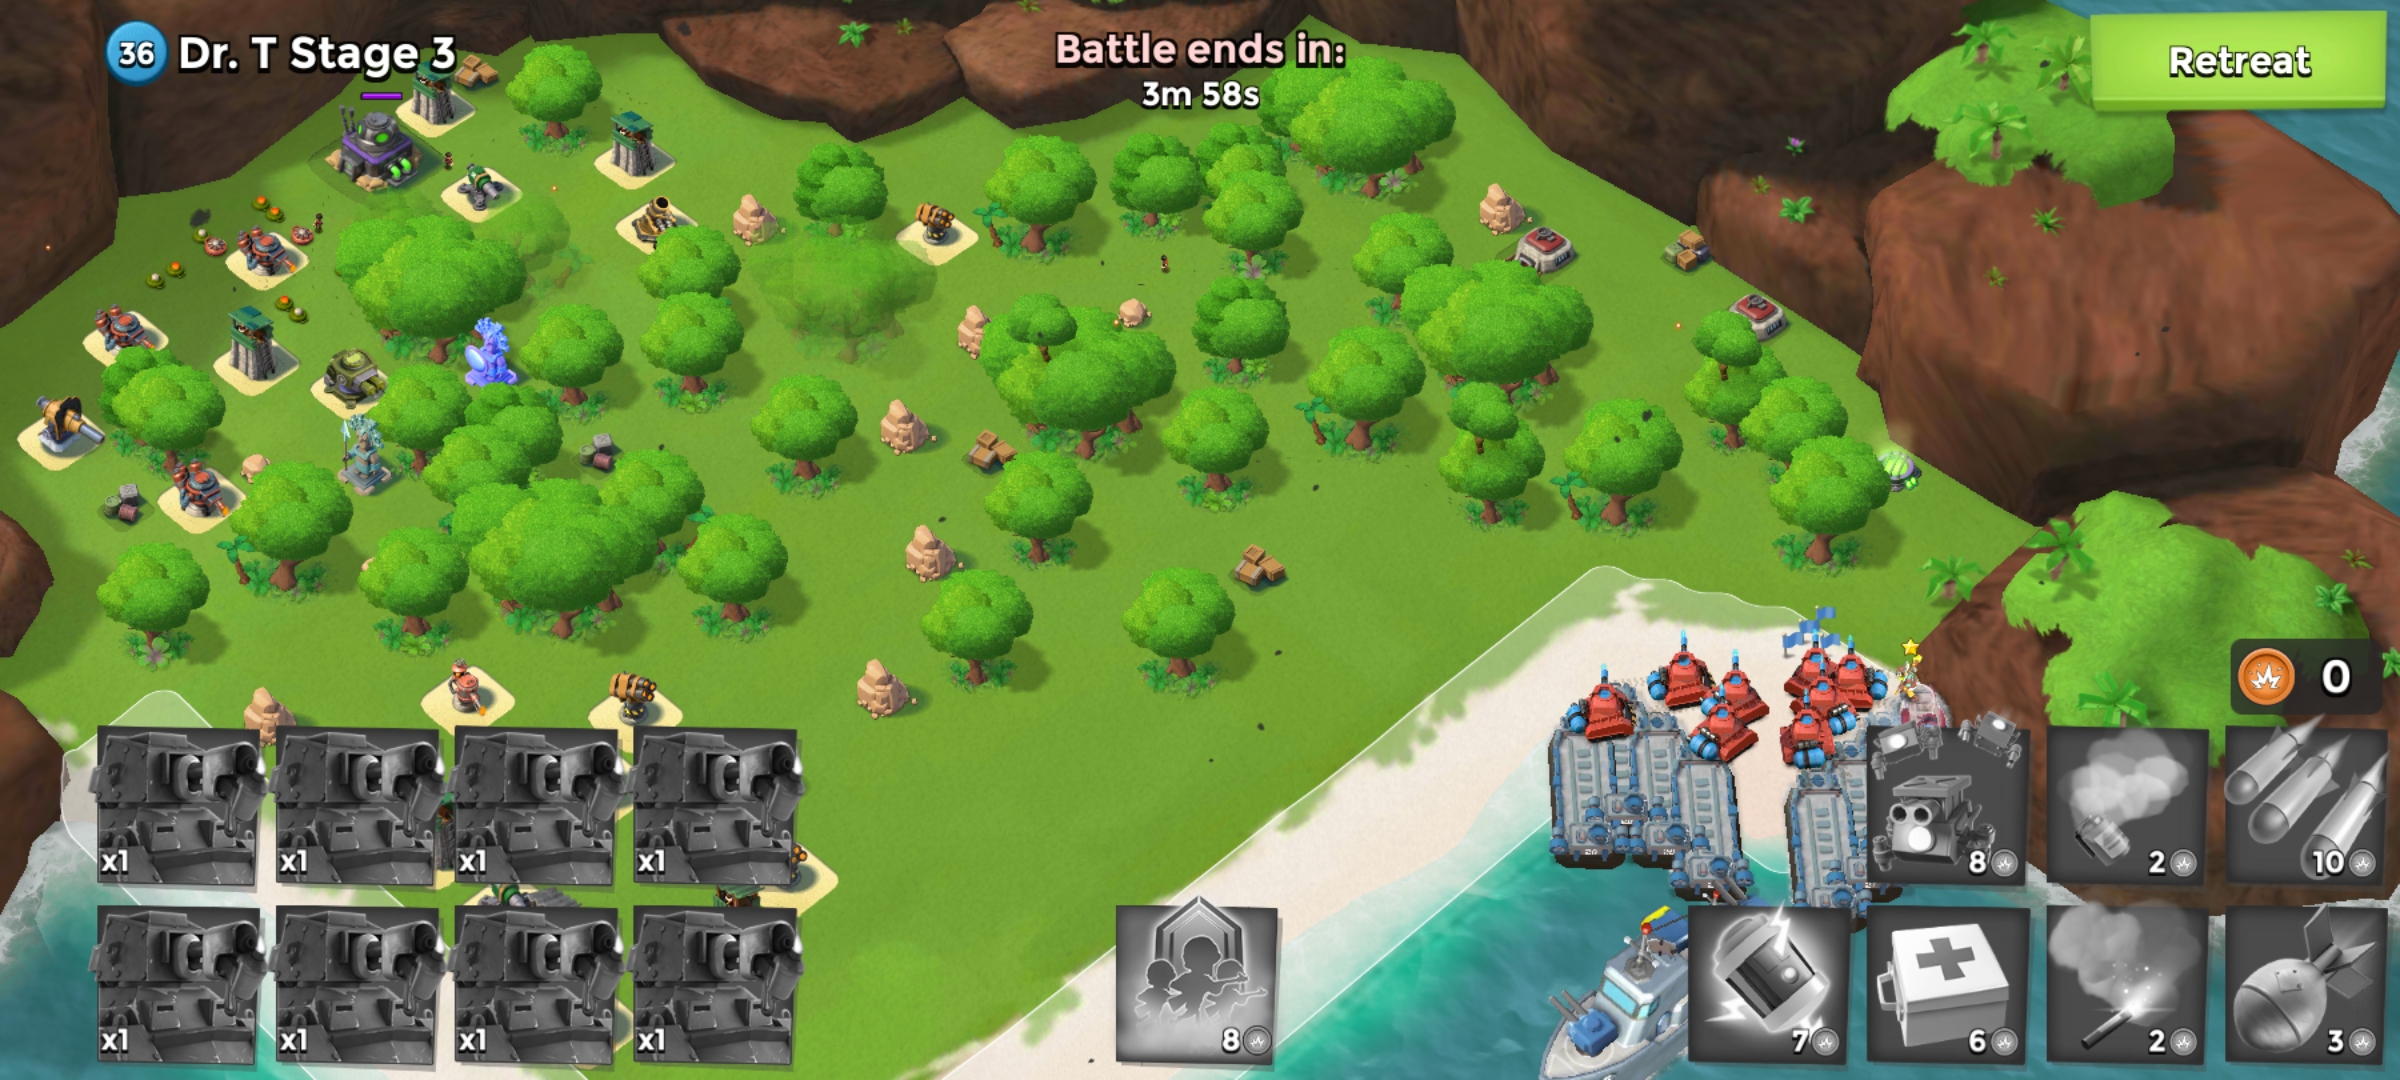 36 Dr. T Stage 3
Battle ends in:
3m 58s
Retreat
0
x1 x1 x1 x1
8 2 10
x1 x1 x1 x1
8 7 6 2 3